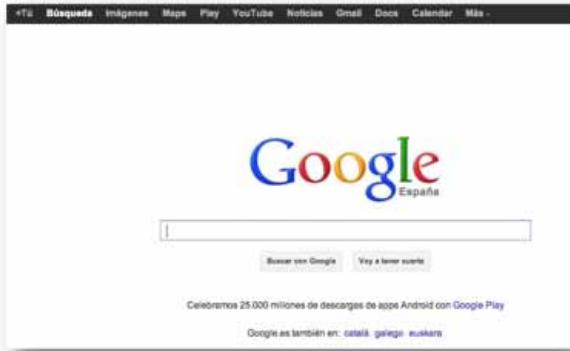 +Tú Búsqueda Imágenes Maps Play YouTube Noticias Gmail Docs Calendar Más
Google
España
Buscar con Google Voy a tener suerte
Celebremos 25.000 millones de descargas de apps Android con Google Play
Google.es también en: català galego euskara